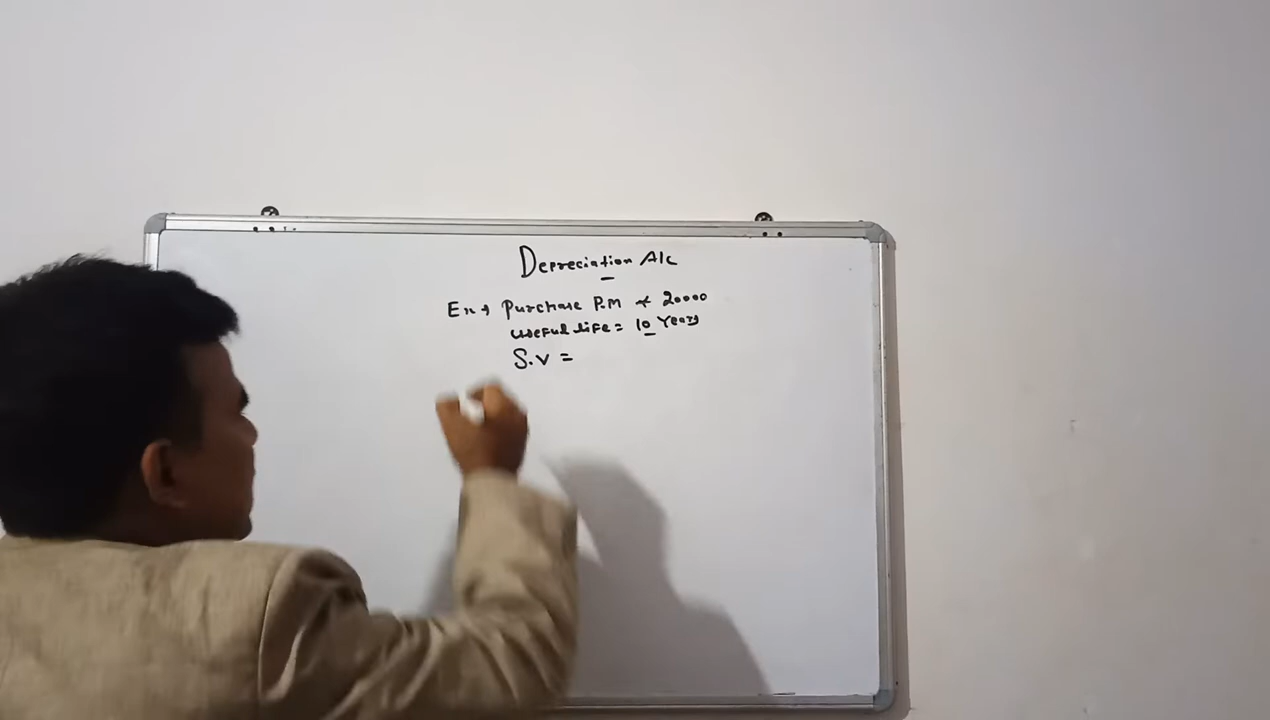 Depreciation A/c
Ex → Purchase P.M ₹ 20000
useful life = 10 Years
S.V =